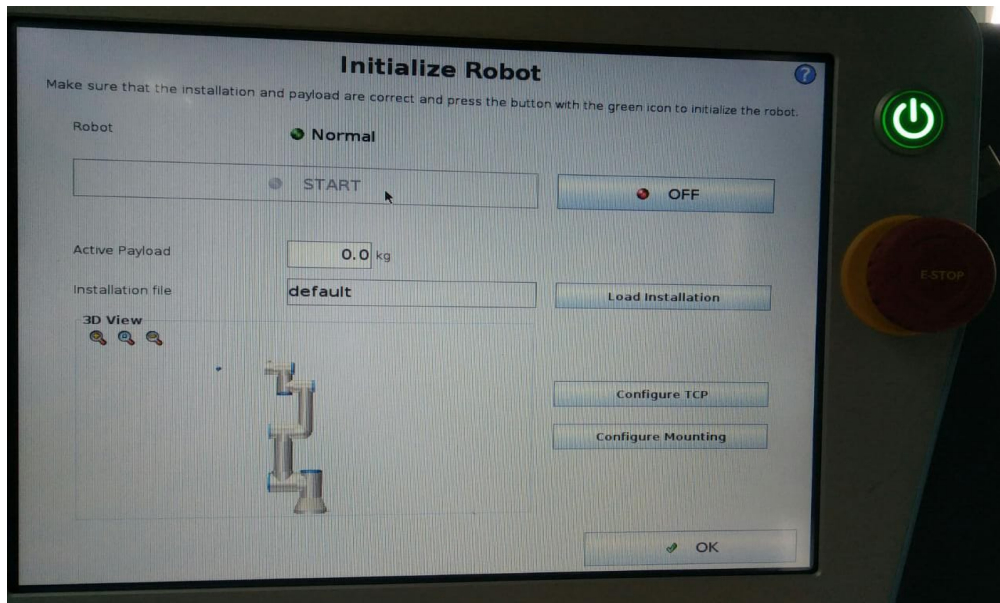 Initialize Robot
Make sure that the installation and payload are correct and press the button with the green icon to initialize the robot.
Robot
Normal
START
OFF
Active Payload
0.0 kg
Installation file
default
Load Installation
3D View
Configure TCP
Configure Mounting
OK
?
E-STOP